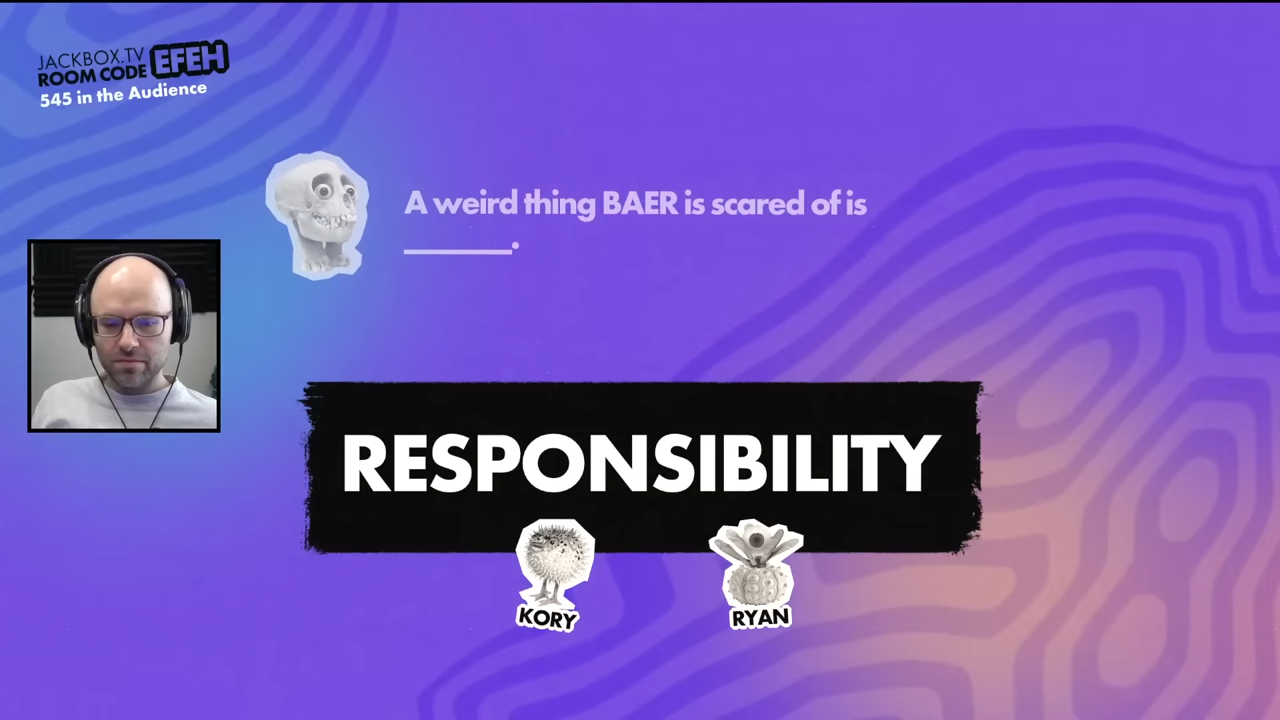 JACKBOX.TV
ROOM CODE EFEH
545 in the Audience
A weird thing BAER is scared of is
______.
RESPONSIBILITY
KORY
RYAN